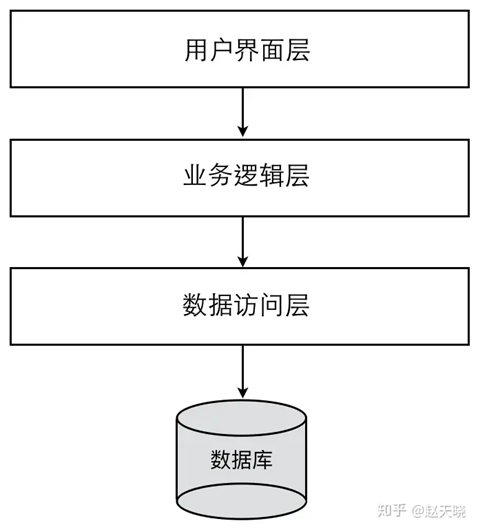 用户界面层
业务逻辑层
数据访问层
数据库
知乎 @赵天晓